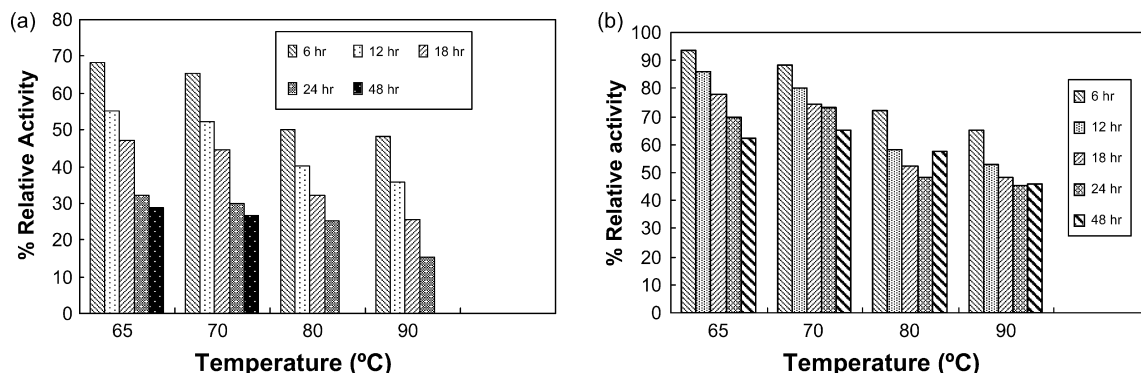 (a)
80
70
60
50
40
30
20
10
0
% Relative Activity
6 hr 12 hr 18 hr
24 hr 48 hr
65 70 80 90
Temperature (ºC)
(b)
100
90
80
70
60
50
40
30
20
10
0
% Relative activity
6 hr
12 hr
18 hr
24 hr
48 hr
65 70 80 90
Temperature (ºC)